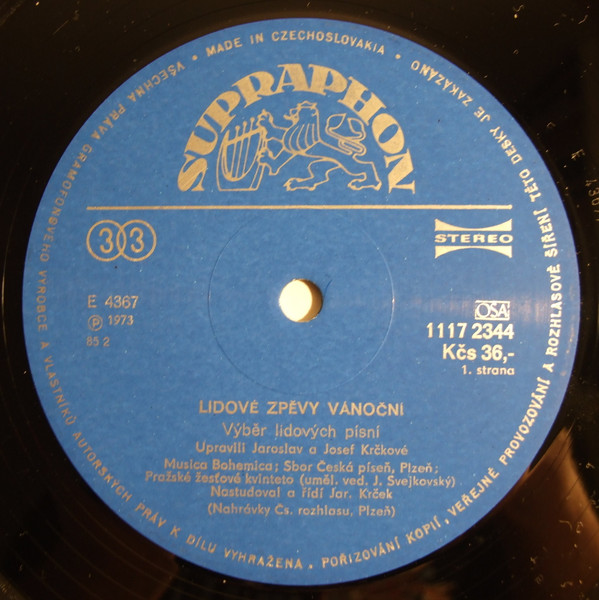 VŠECHNA PRÁVA GRAMOFONOVÉHO VÝROBCE A VLASTNÍKŮ AUTORSKÝCH PRÁV K DÍLU VYHRAŽENA. POŘIZOVÁNÍ KOPIÍ, VEŘEJNÉ PROVOZOVÁNÍ A ROZHLASOVÉ ŠÍŘENÍ TÉTO DESKY JE ZAKÁZÁNO • MADE IN CZECHOSLOVAKIA •
SUPRAPHON
33
STEREO
E 4367
Ⓟ 1973
85 2
OSA
1117 2344
Kčs 36,-
1. strana
LIDOVÉ ZPĚVY VÁNOČNÍ
Výběr lidových písní
Upravili Jaroslav a Josef Krčkové
Musica Bohemica; Sbor Česká píseň, Plzeň;
Pražské žesťové kvinteto (uměl. ved. J. Svejkovský)
Nastudoval a řídí Jar. Krček
(Nahrávky Čs. rozhlasu, Plzeň)